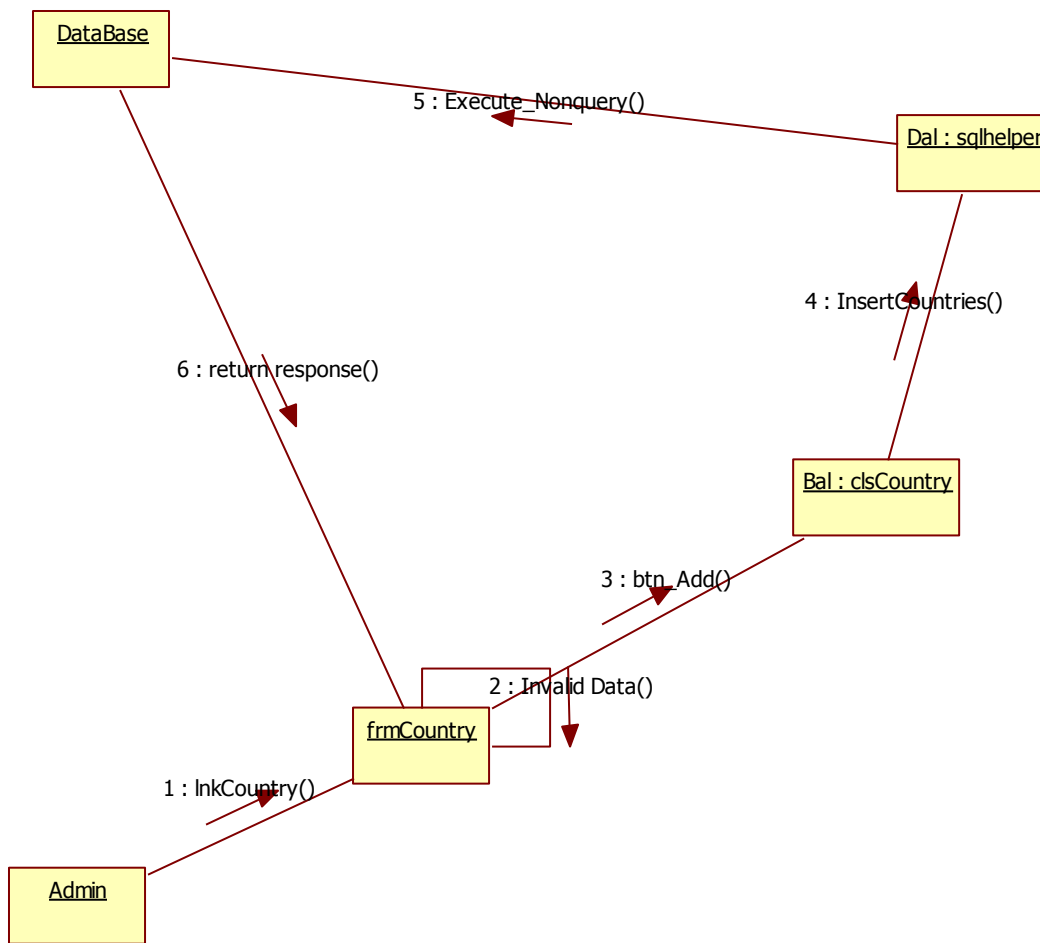 DataBase
5 : Execute_Nonquery()
Dal : sqlhelper
4 : InsertCountries()
6 : return response()
Bal : clsCountry
3 : btn_Add()
2 : Invalid Data()
frmCountry
1 : lnkCountry()
Admin